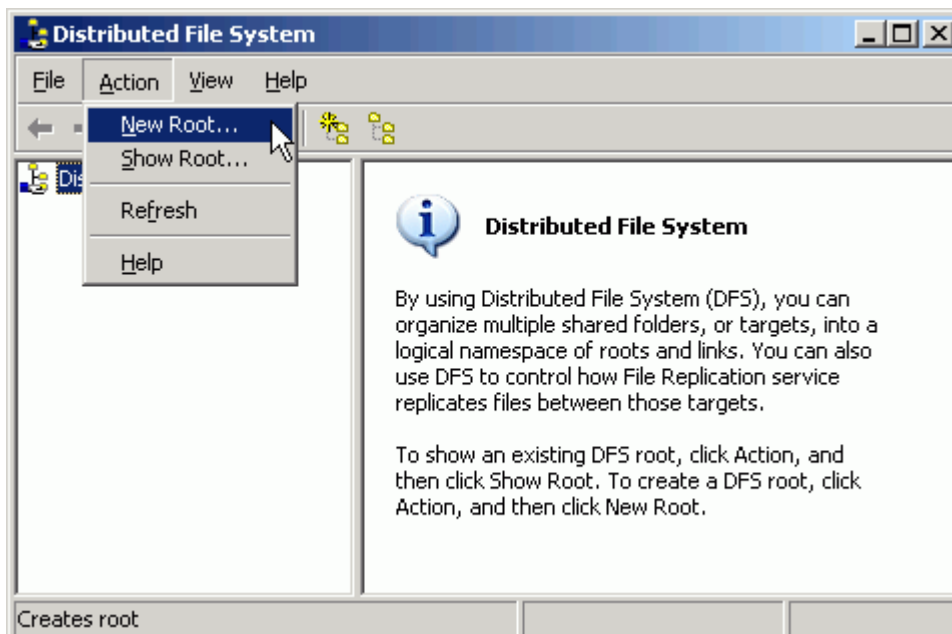 Distributed File System
File Action View Help
New Root...
Show Root...
Refresh
Help
Distributed File System
By using Distributed File System (DFS), you can
organize multiple shared folders, or targets, into a
logical namespace of roots and links. You can also
use DFS to control how File Replication service
replicates files between those targets.
To show an existing DFS root, click Action, and
then click Show Root. To create a DFS root, click
Action, and then click New Root.
Creates root